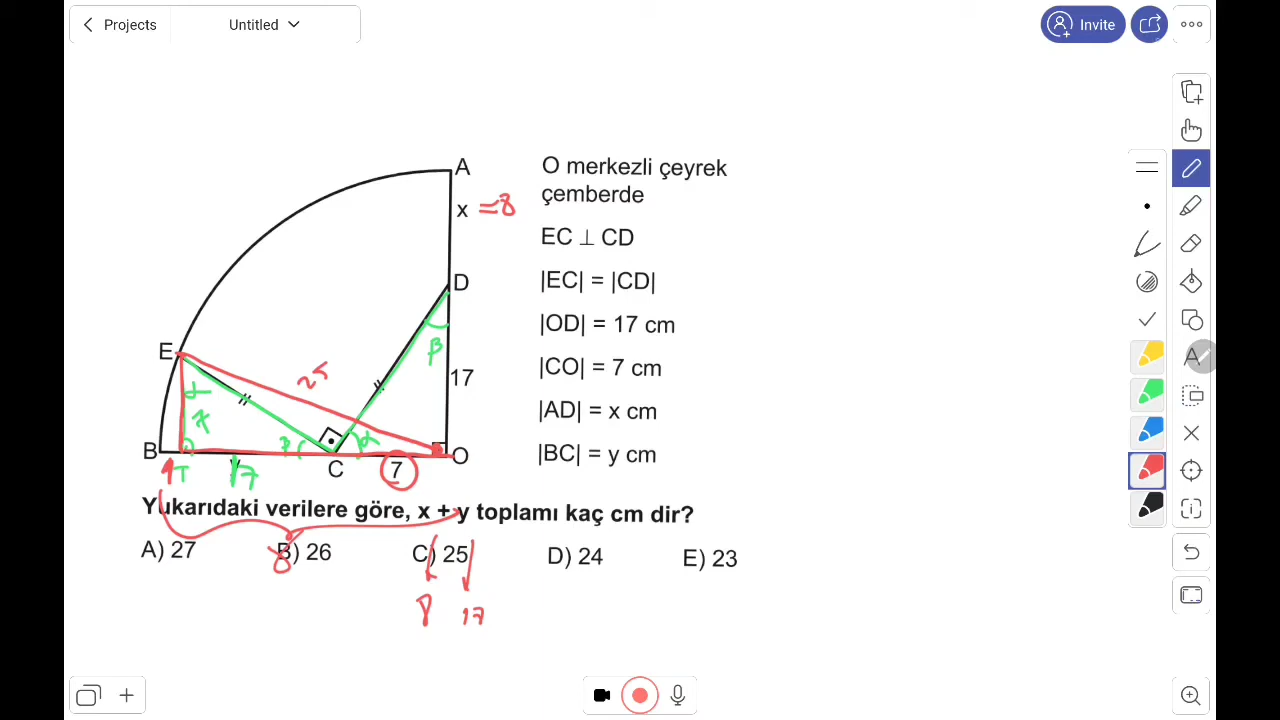 Projects
Untitled
Invite
A
x =8
D
β
17
E
25
α
7
B
T
17
β
α
C
7
O
O merkezli çeyrek
çemberde
EC ⊥ CD
|EC| = |CD|
|OD| = 17 cm
|CO| = 7 cm
|AD| = x cm
|BC| = y cm
Yukarıdaki verilere göre, x + y toplamı kaç cm dir?
A) 27 B) 26 C) 25 D) 24 E) 23
8 17